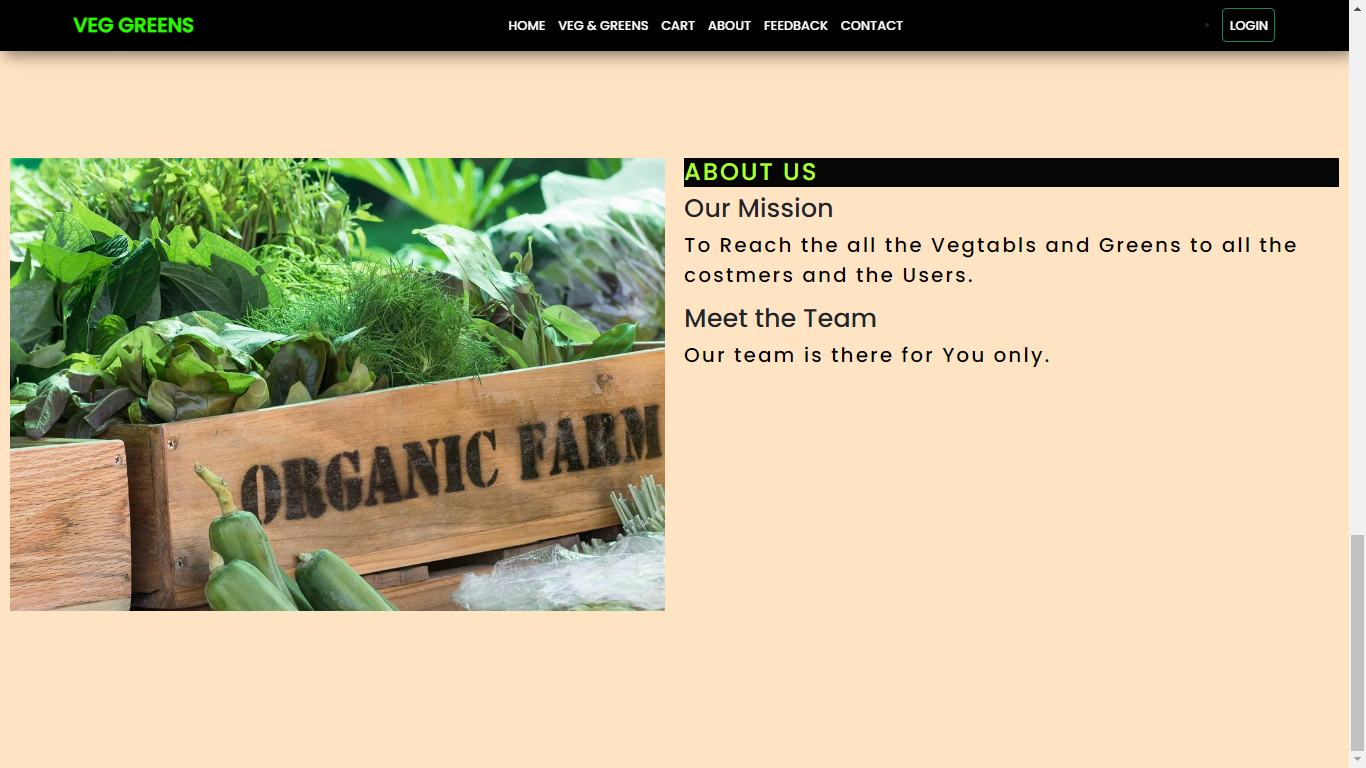 VEG GREENS
HOME VEG & GREENS CART ABOUT FEEDBACK CONTACT
LOGIN
ABOUT US
Our Mission
To Reach the all the Vegtabls and Greens to all the
costmers and the Users.
Meet the Team
Our team is there for You only.
ORGANIC FARM